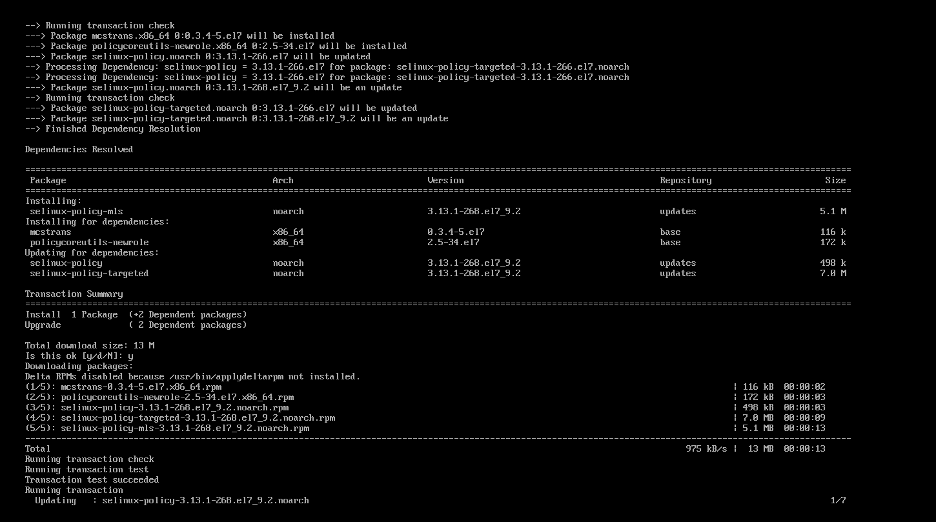 --> Running transaction check
---> Package mcstrans.x86_64 0:0.3.4-5.el7 will be installed
---> Package policycoreutils-newrole.x86_64 0:2.5-34.el7 will be installed
---> Package selinux-policy.noarch 0:3.13.1-266.el7 will be updated
--> Processing Dependency: selinux-policy = 3.13.1-266.el7 for package: selinux-policy-targeted-3.13.1-266.el7.noarch
--> Processing Dependency: selinux-policy = 3.13.1-266.el7 for package: selinux-policy-targeted-3.13.1-266.el7.noarch
---> Package selinux-policy.noarch 0:3.13.1-268.el7_9.2 will be an update
--> Running transaction check
---> Package selinux-policy-targeted.noarch 0:3.13.1-266.el7 will be updated
---> Package selinux-policy-targeted.noarch 0:3.13.1-268.el7_9.2 will be an update
--> Finished Dependency Resolution
Dependencies Resolved
Package Arch Version Repository Size
Installing:
selinux-policy-mls noarch 3.13.1-268.el7_9.2 updates 5.1 M
Installing for dependencies:
mcstrans x86_64 0.3.4-5.el7 base 116 k
policycoreutils-newrole x86_64 2.5-34.el7 base 172 k
Updating for dependencies:
selinux-policy noarch 3.13.1-268.el7_9.2 updates 498 k
selinux-policy-targeted noarch 3.13.1-268.el7_9.2 updates 7.0 M
Transaction Summary
Install 1 Package (+2 Dependent packages)
Upgrade ( 2 Dependent packages)
Total download size: 13 M
Is this ok [y/d/N]: y
Downloading packages:
Delta RPMs disabled because /usr/bin/applydeltarpm not installed.
(1/5): mcstrans-0.3.4-5.el7.x86_64.rpm | 116 kB 00:00:02
(2/5): policycoreutils-newrole-2.5-34.el7.x86_64.rpm | 172 kB 00:00:03
(3/5): selinux-policy-3.13.1-268.el7_9.2.noarch.rpm | 498 kB 00:00:03
(4/5): selinux-policy-targeted-3.13.1-268.el7_9.2.noarch.rpm | 7.0 MB 00:00:09
(5/5): selinux-policy-mls-3.13.1-268.el7_9.2.noarch.rpm | 5.1 MB 00:00:13
Total 975 kB/s | 13 MB 00:00:13
Running transaction check
Running transaction test
Transaction test succeeded
Running transaction
Updating : selinux-policy-3.13.1-268.el7_9.2.noarch 1/7